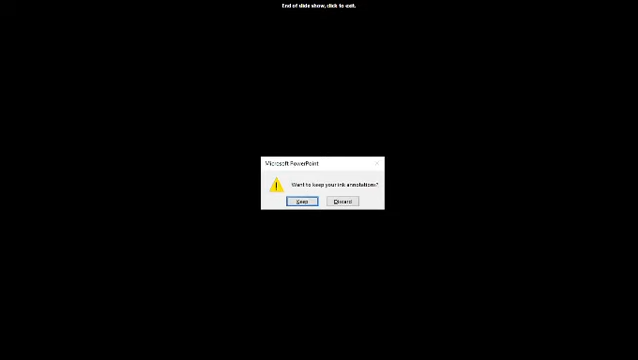 End of slide show, click to exit.
Microsoft PowerPoint
Want to keep your ink annotations?
Keep
Discard